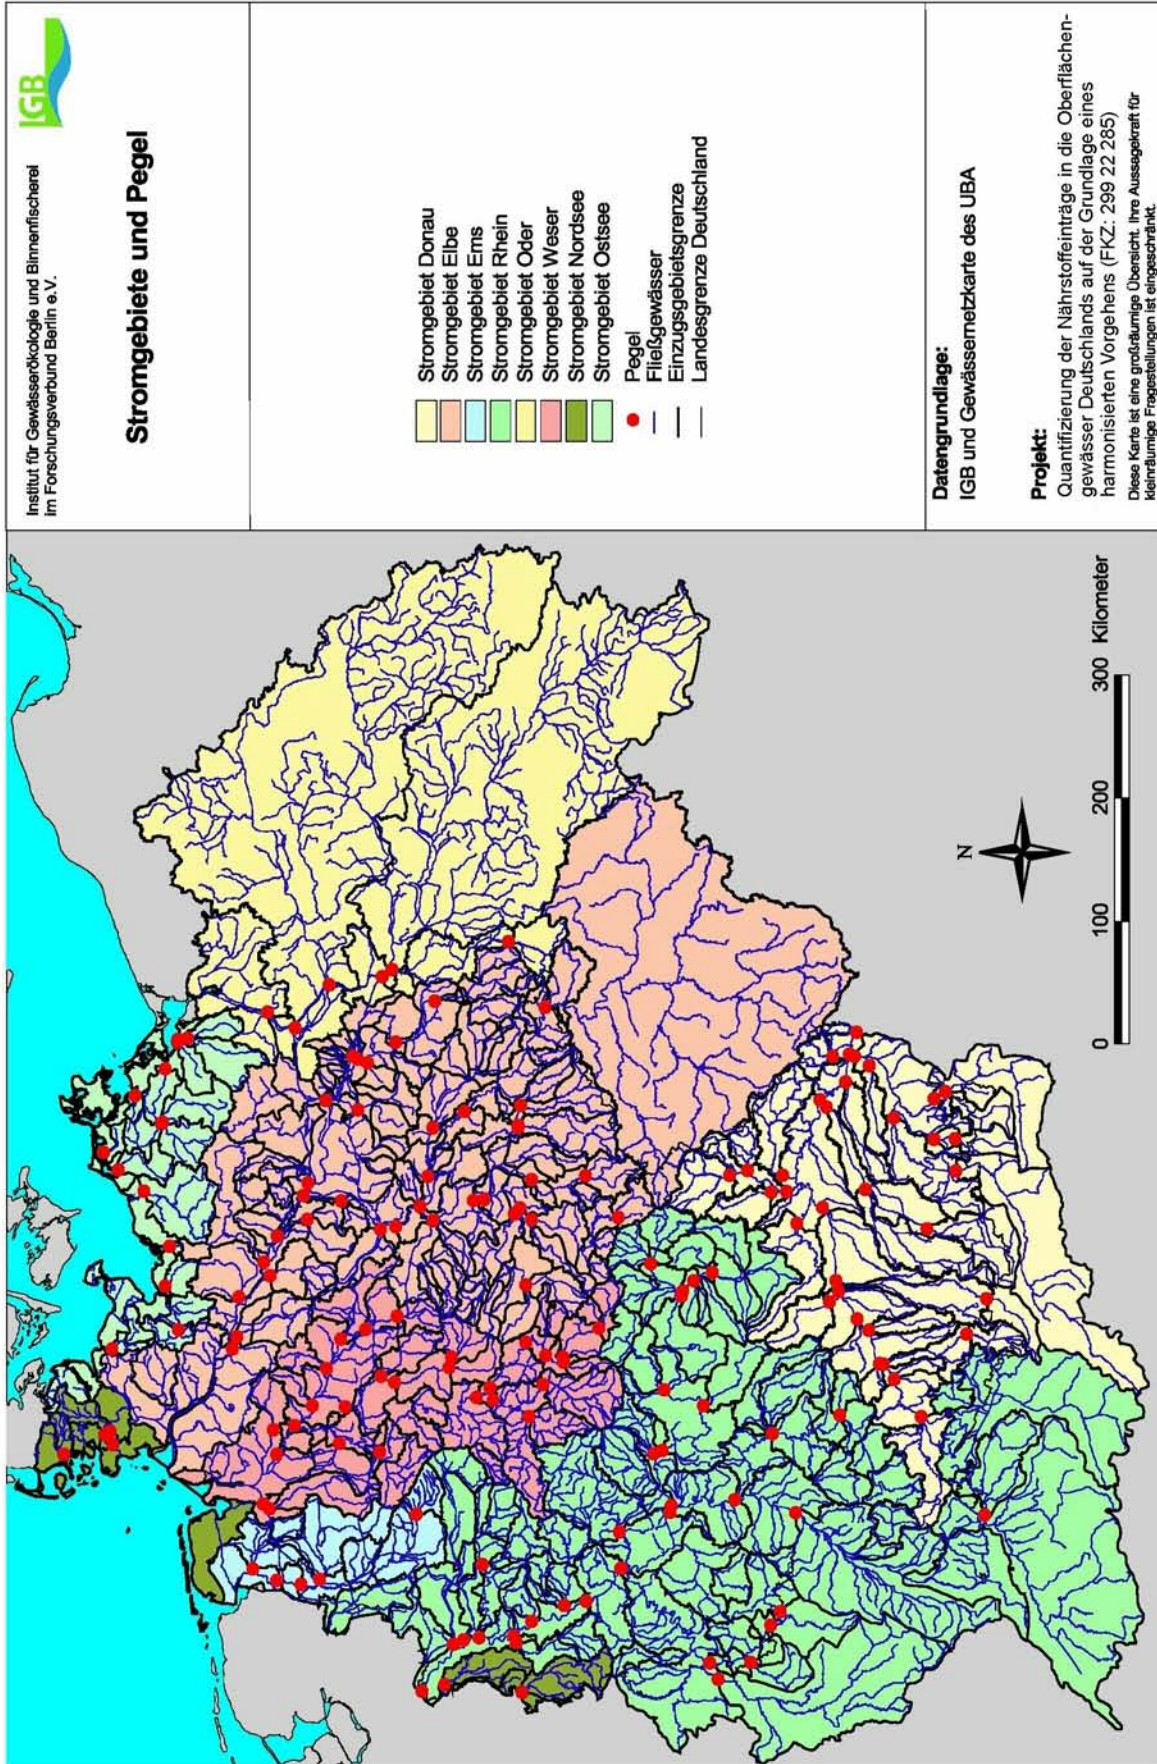 IGB
Institut für Gewässerökologie und Binnenfischerei
im Forschungsverbund Berlin e.V.
Stromgebiete und Pegel
Stromgebiet Donau
Stromgebiet Elbe
Stromgebiet Ems
Stromgebiet Rhein
Stromgebiet Oder
Stromgebiet Weser
Stromgebiet Nordsee
Stromgebiet Ostsee
Pegel
Fließgewässer
Einzugsgebietsgrenze
Landesgrenze Deutschland
Datengrundlage:
IGB und Gewässernetzkarte des UBA
Projekt:
Quantifizierung der Nährstoffeinträge in die Oberflächen-
gewässer Deutschlands auf der Grundlage eines
harmonisierten Vorgehens (FKZ: 299 22 285)
Diese Karte ist eine großräumige Übersicht. Ihre Aussagekraft für
kleinräumige Fragestellungen ist eingeschränkt.
N
0 100 200 300 Kilometer